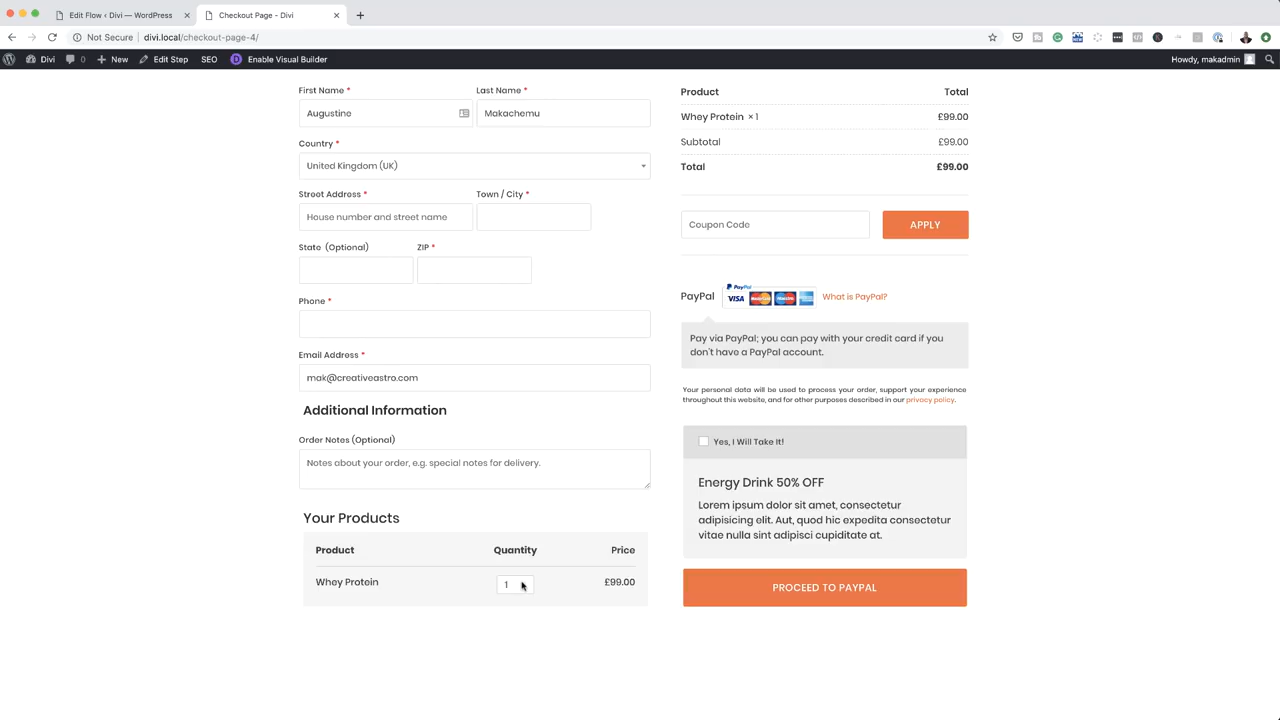 Edit Flow ‹ Divi — WordPress
Checkout Page - Divi
Not Secure
divi.local/checkout-page-4/
Divi
0
New
Edit Step
SEO
Enable Visual Builder
Howdy, makadmin
First Name *
Last Name *
Augustine
Makachemu
Country *
United Kingdom (UK)
Street Address *
Town / City *
House number and street name
State (Optional)
ZIP *
Phone *
Email Address *
mak@creativeastro.com
Additional Information
Order Notes (Optional)
Notes about your order, e.g. special notes for delivery.
Your Products
Product Quantity Price
Whey Protein 1 £99.00
Product Total
Whey Protein × 1 £99.00
Subtotal £99.00
Total £99.00
Coupon Code
APPLY
PayPal
PayPal
VISA
What is PayPal?
Pay via PayPal; you can pay with your credit card if you
don't have a PayPal account.
Your personal data will be used to process your order, support your experience
throughout this website, and for other purposes described in our privacy policy.
Yes, I Will Take It!
Energy Drink 50% OFF
Lorem ipsum dolor sit amet, consectetur
adipisicing elit. Aut, quod hic expedita consectetur
vitae nulla sint adipisci cupiditate at.
PROCEED TO PAYPAL